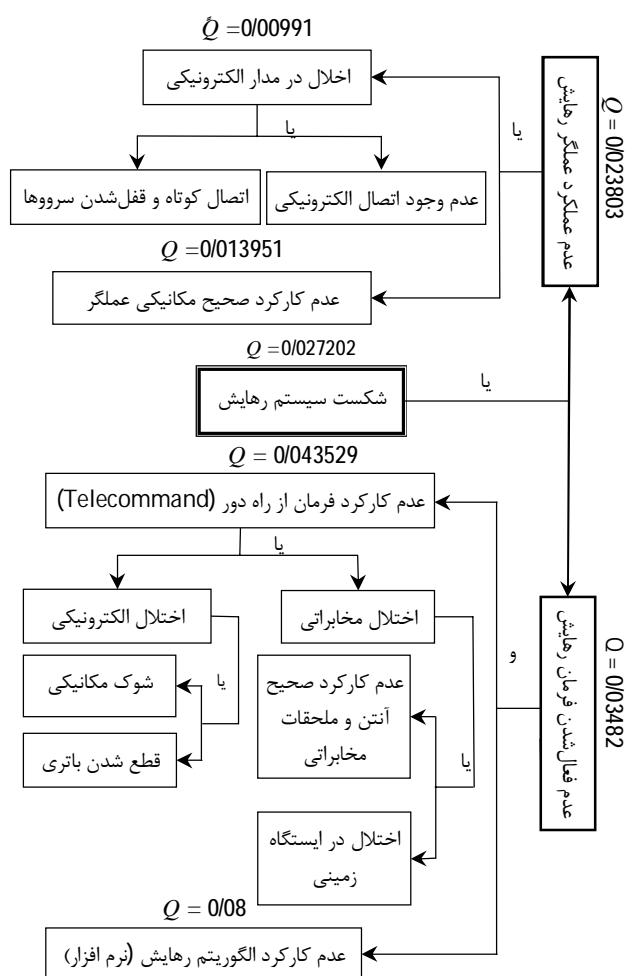 Q = 0/00991
اخلال در مدار الکترونیکی
Q = 0/023803
عدم عملکرد عملگر رهایش
یا
یا
عدم وجود اتصال الکترونیکی
اتصال کوتاه و قفل‌شدن سرووها
Q = 0/013951
عدم کارکرد صحیح مکانیکی عملگر
Q = 0/027202
شکست سیستم رهایش
یا
Q = 0/043529
عدم کارکرد فرمان از راه دور (Telecommand)
یا
Q = 0/03482
عدم فعال‌شدن فرمان رهایش
و
اختلال مخابراتی
اختلال الکترونیکی
عدم کارکرد صحیح
آنتن و ملحقات
مخابراتی
یا
شوک مکانیکی
یا
قطع شدن باتری
اختلال در ایستگاه
زمینی
Q = 0/08
عدم کارکرد الگوریتم رهایش (نرم افزار)